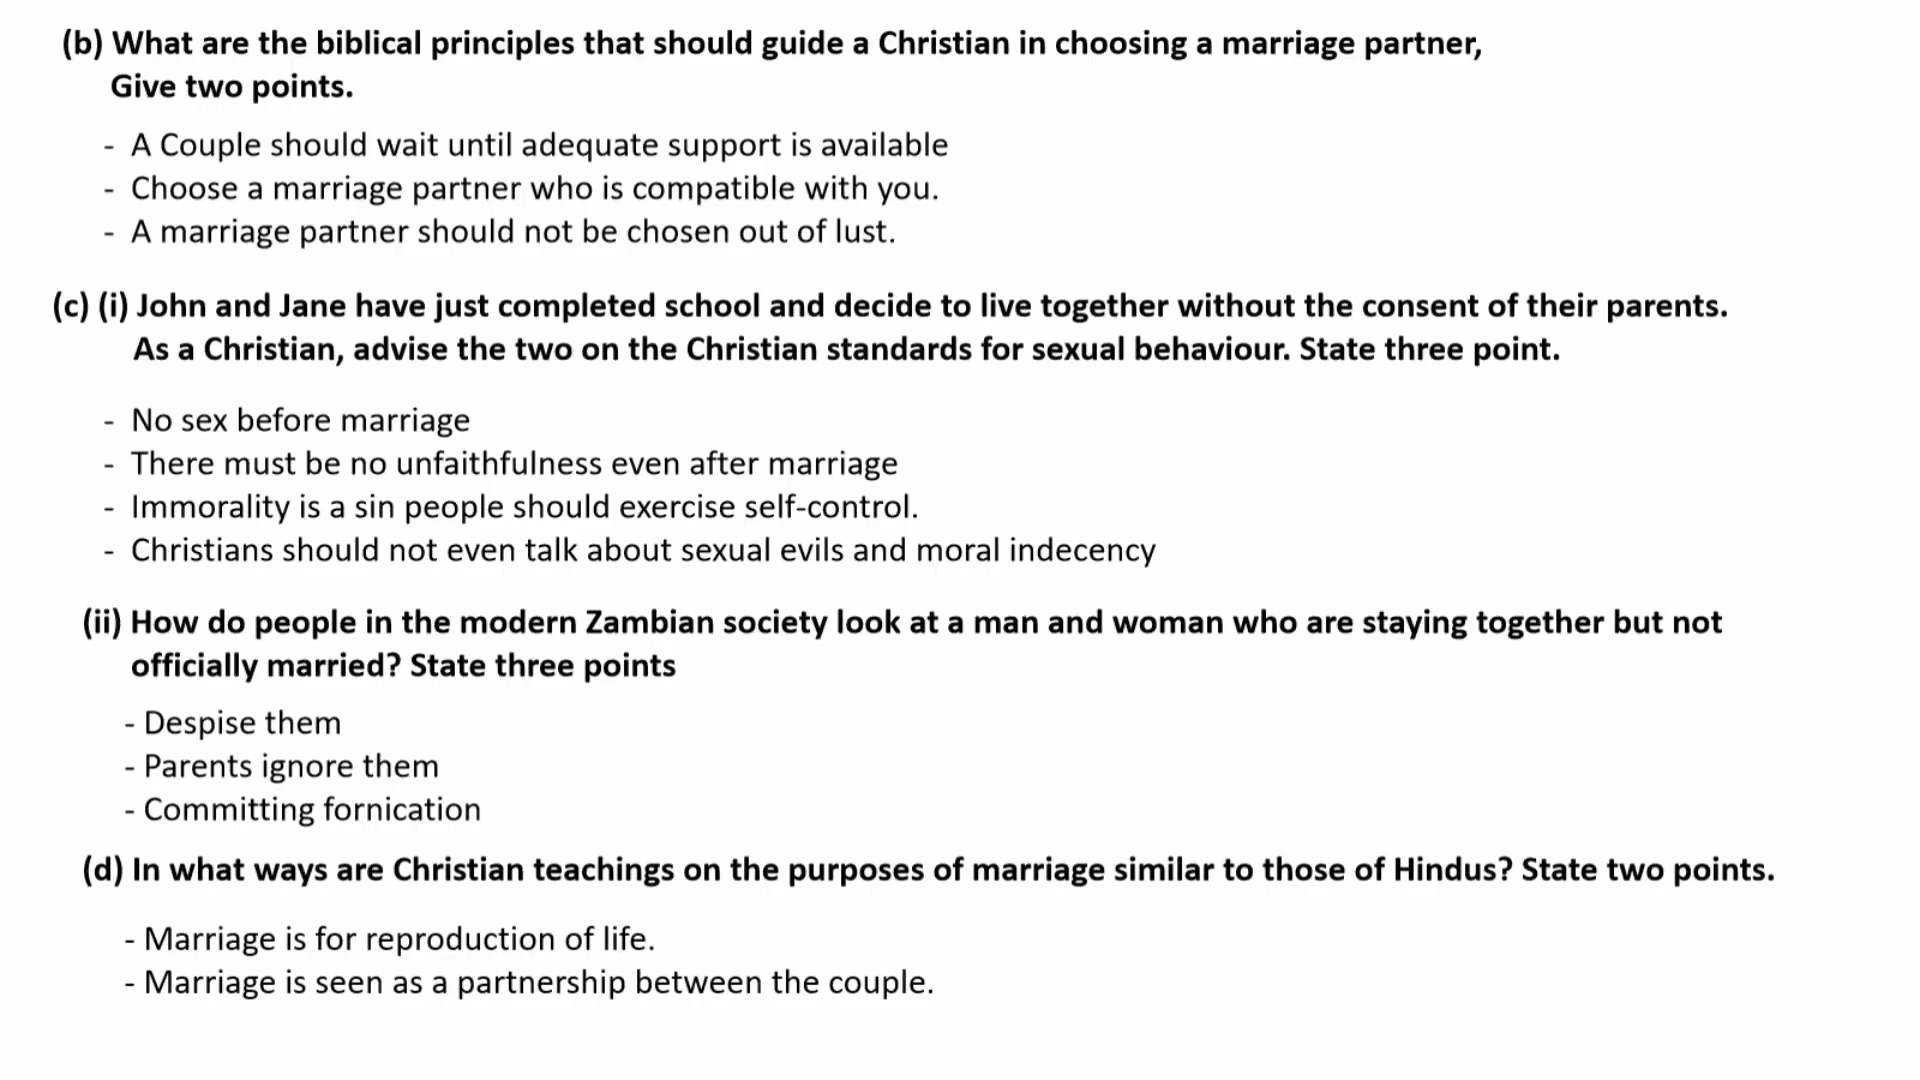 (b) What are the biblical principles that should guide a Christian in choosing a marriage partner,
Give two points.
- A Couple should wait until adequate support is available
- Choose a marriage partner who is compatible with you.
- A marriage partner should not be chosen out of lust.
(c) (i) John and Jane have just completed school and decide to live together without the consent of their parents.
As a Christian, advise the two on the Christian standards for sexual behaviour. State three point.
- No sex before marriage
- There must be no unfaithfulness even after marriage
- Immorality is a sin people should exercise self-control.
- Christians should not even talk about sexual evils and moral indecency
(ii) How do people in the modern Zambian society look at a man and woman who are staying together but not
officially married? State three points
- Despise them
- Parents ignore them
- Committing fornication
(d) In what ways are Christian teachings on the purposes of marriage similar to those of Hindus? State two points.
- Marriage is for reproduction of life.
- Marriage is seen as a partnership between the couple.